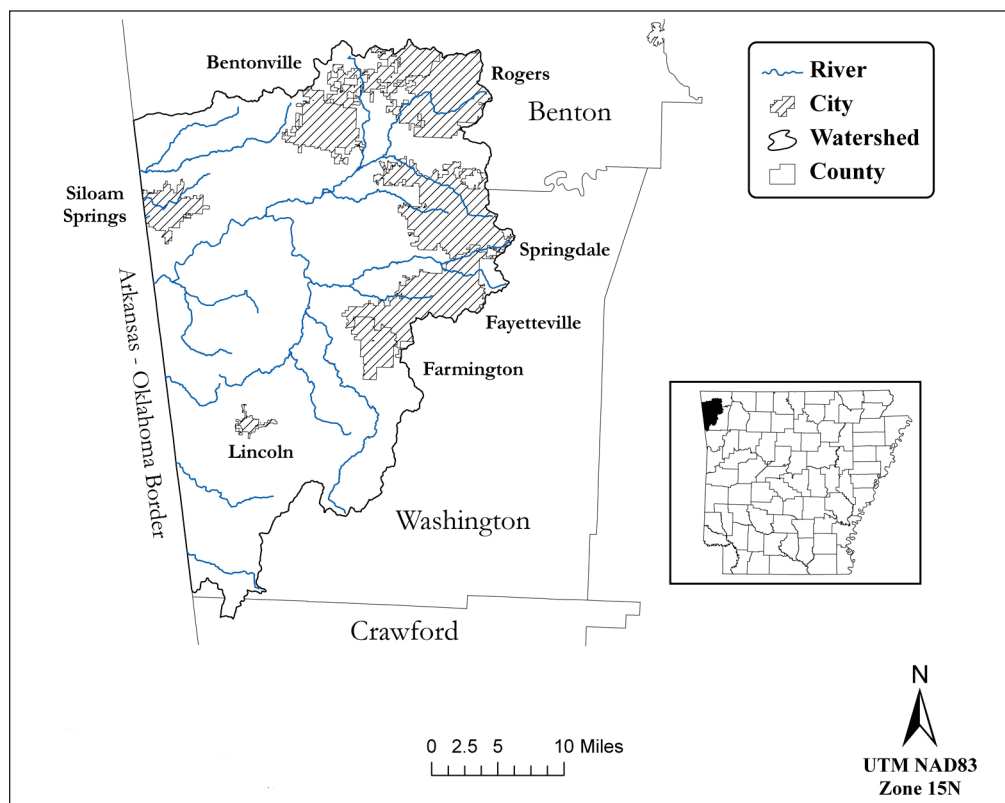 Bentonville
Rogers
Benton
Siloam
Springs
Springdale
Fayetteville
Farmington
Lincoln
Washington
Crawford
Arkansas - Oklahoma Border
River
City
Watershed
County
0 2.5 5 10 Miles
N
UTM NAD83
Zone 15N